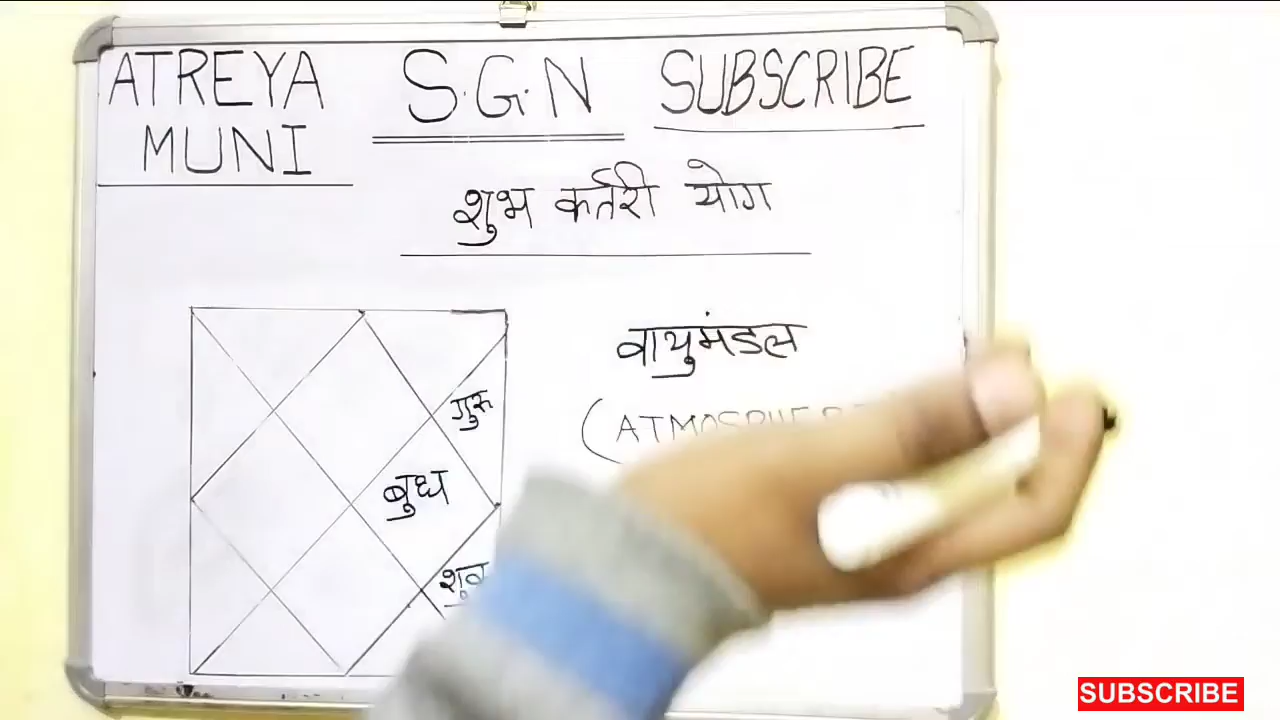 ATREYA
MUNI
S.G.N
SUBSCRIBE
शुभ कर्तरी योग
गुरु
बुध
वायुमंडल
SUBSCRIBE